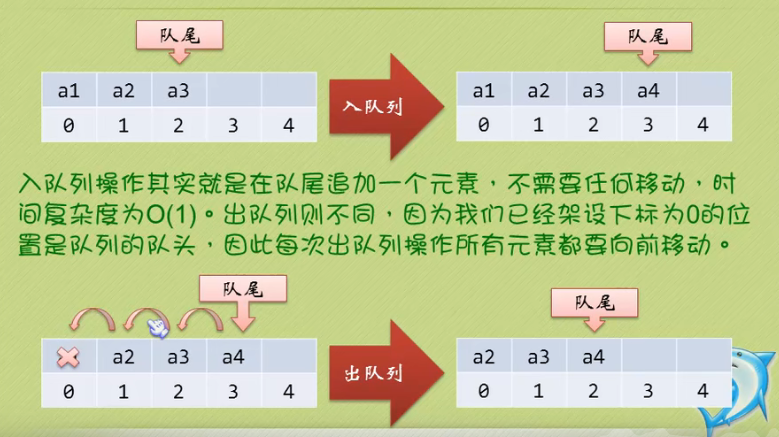 队尾 队尾
a1 a2 a3 a1 a2 a3 a4
0 1 2 3 4 入队列 0 1 2 3 4
入队列操作其实就是在队尾追加一个元素，不需要任何移动，时
间复杂度为O(1)。出队列则不同，因为我们已经架设下标为0的位
置是队列的队头，因此每次出队列操作所有元素都要向前移动。
队尾 队尾
a2 a3 a4 a2 a3 a4
0 1 2 3 4 出队列 0 1 2 3 4